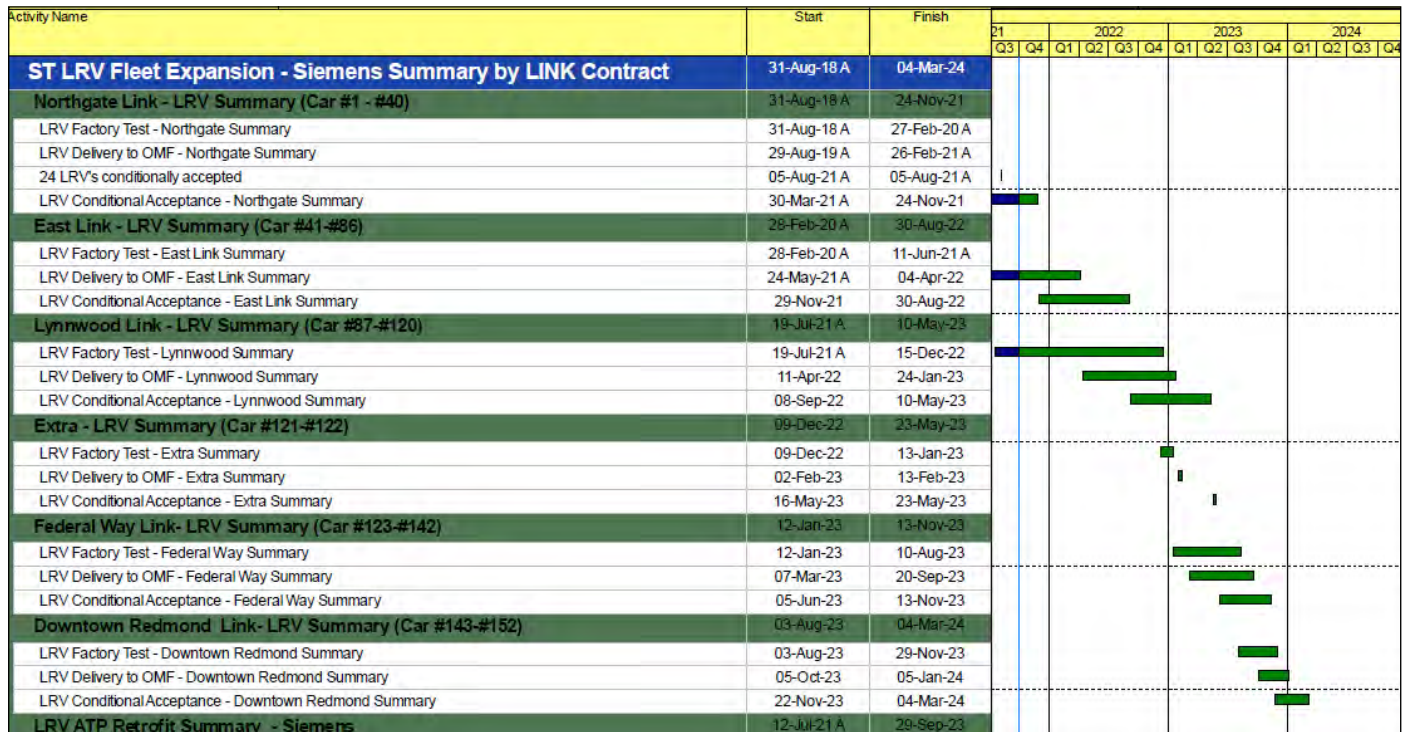 Activity Name Start Finish
21 2022 2023 2024
Q3 Q4 Q1 Q2 Q3 Q4 Q1 Q2 Q3 Q4 Q1 Q2 Q3 Q4
ST LRV Fleet Expansion - Siemens Summary by LINK Contract 31-Aug-18 A 04-Mar-24
Northgate Link - LRV Summary (Car #1 - #40) 31-Aug-18 A 24-Nov-21
LRV Factory Test - Northgate Summary 31-Aug-18 A 27-Feb-20 A
LRV Delivery to OMF - Northgate Summary 29-Aug-19 A 26-Feb-21 A
24 LRV's conditionally accepted 05-Aug-21 A 05-Aug-21 A
LRV Conditional Acceptance - Northgate Summary 30-Mar-21 A 24-Nov-21
East Link - LRV Summary (Car #41-#86) 28-Feb-20 A 30-Aug-22
LRV Factory Test - East Link Summary 28-Feb-20 A 11-Jun-21 A
LRV Delivery to OMF - East Link Summary 24-May-21 A 04-Apr-22
LRV Conditional Acceptance - East Link Summary 29-Nov-21 30-Aug-22
Lynnwood Link - LRV Summary (Car #87-#120) 19-Jul-21 A 10-May-23
LRV Factory Test - Lynnwood Summary 19-Jul-21 A 15-Dec-22
LRV Delivery to OMF - Lynnwood Summary 11-Apr-22 24-Jan-23
LRV Conditional Acceptance - Lynnwood Summary 08-Sep-22 10-May-23
Extra - LRV Summary (Car #121-#122) 09-Dec-22 23-May-23
LRV Factory Test - Extra Summary 09-Dec-22 13-Jan-23
LRV Delivery to OMF - Extra Summary 02-Feb-23 13-Feb-23
LRV Conditional Acceptance - Extra Summary 16-May-23 23-May-23
Federal Way Link- LRV Summary (Car #123-#142) 12-Jan-23 13-Nov-23
LRV Factory Test - Federal Way Summary 12-Jan-23 10-Aug-23
LRV Delivery to OMF - Federal Way Summary 07-Mar-23 20-Sep-23
LRV Conditional Acceptance - Federal Way Summary 05-Jun-23 13-Nov-23
Downtown Redmond Link- LRV Summary (Car #143-#152) 03-Aug-23 04-Mar-24
LRV Factory Test - Downtown Redmond Summary 03-Aug-23 29-Nov-23
LRV Delivery to OMF - Downtown Redmond Summary 05-Oct-23 05-Jan-24
LRV Conditional Acceptance - Downtown Redmond Summary 22-Nov-23 04-Mar-24
LRV ATP Retrofit Summary - Siemens 12-Jul-21 A 29-Sep-23